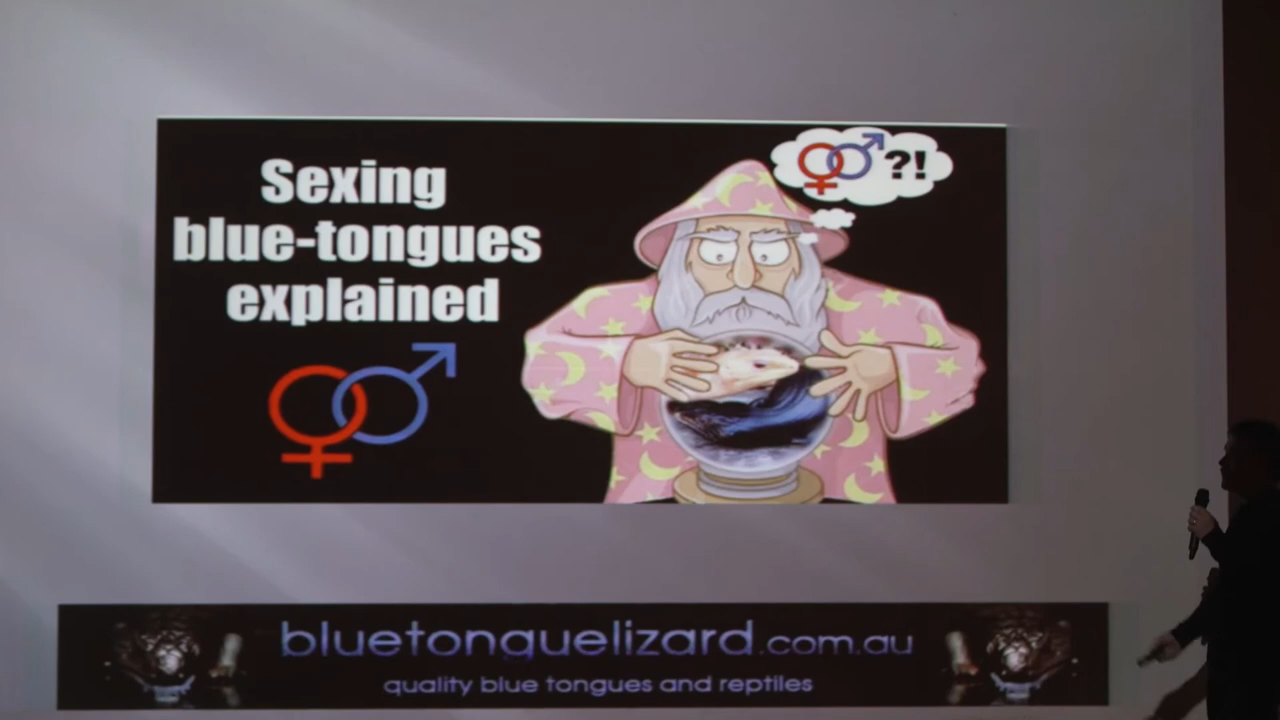 Sexing
blue-tongues
explained
?!
bluetonguelizard.com.au
quality blue tongues and reptiles